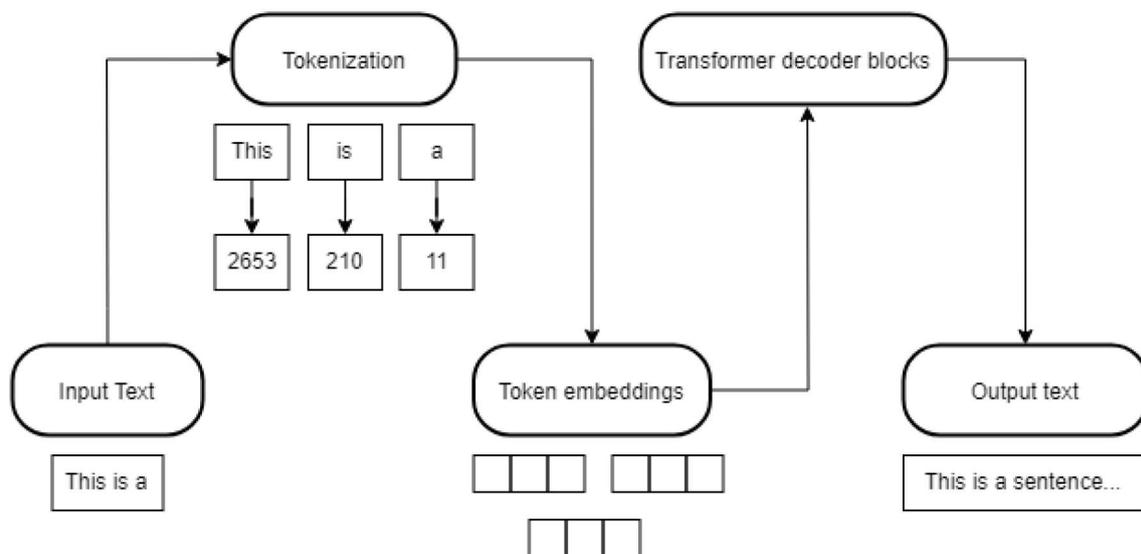 Tokenization
Transformer decoder blocks
This is a
2653 210 11
Input Text
Token embeddings
Output text
This is a
This is a sentence...